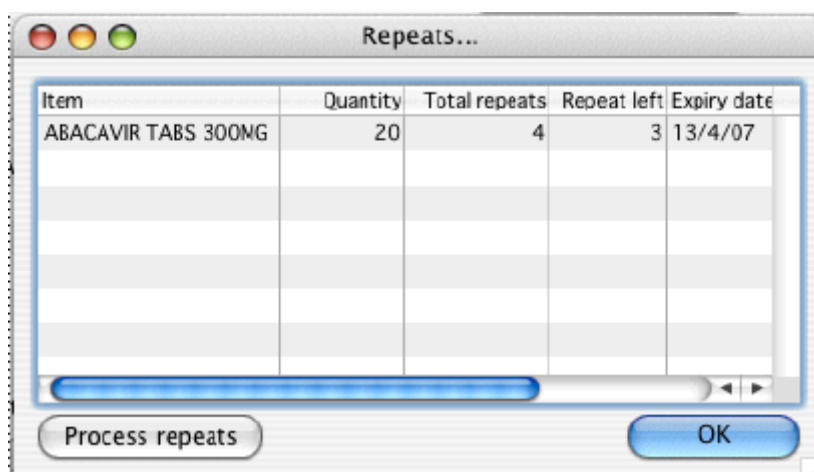 Repeats...
Item Quantity Total repeats Repeat left Expiry date
ABACAVIR TABS 300MG 20 4 3 13/4/07
Process repeats OK